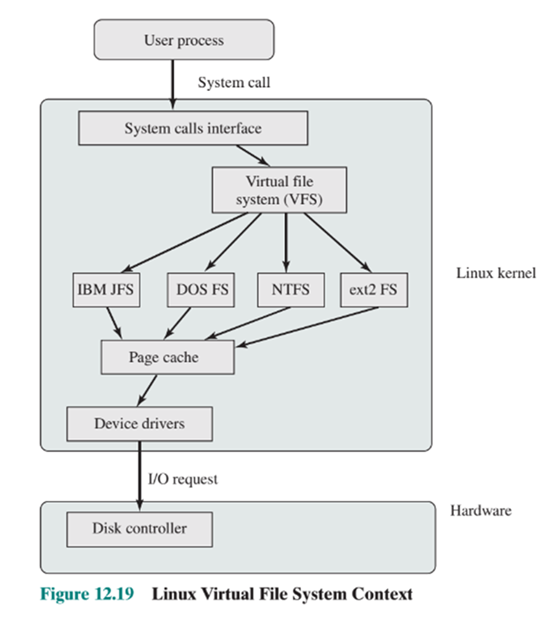 User process
System call
System calls interface
Virtual file
system (VFS)
IBM JFS
DOS FS
NTFS
ext2 FS
Linux kernel
Page cache
Device drivers
I/O request
Hardware
Disk controller
Figure 12.19 Linux Virtual File System Context